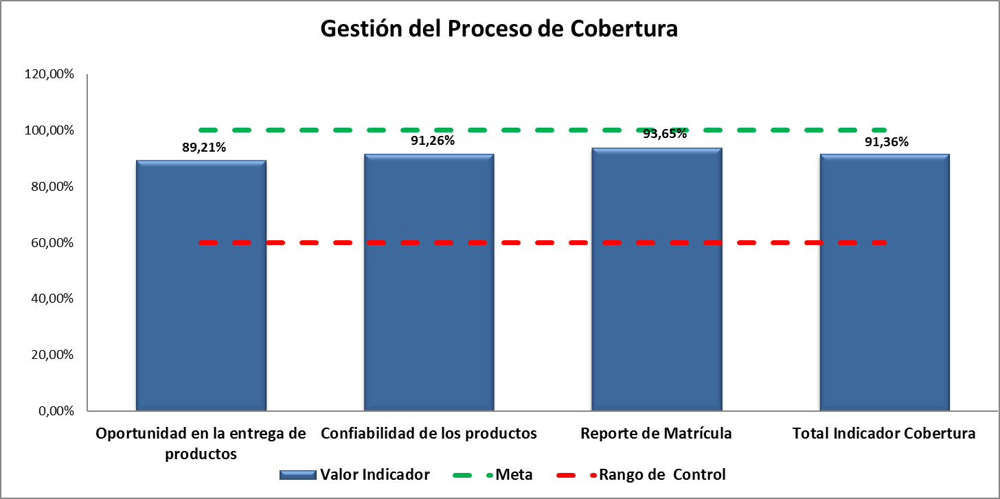 Gestión del Proceso de Cobertura
120,00%
100,00%
80,00%
60,00%
40,00%
20,00%
0,00%
89,21%
91,26%
93,65%
91,36%
Oportunidad en la entrega de
productos
Confiabilidad de los productos
Reporte de Matrícula
Total Indicador Cobertura
Valor Indicador
Meta
Rango de Control